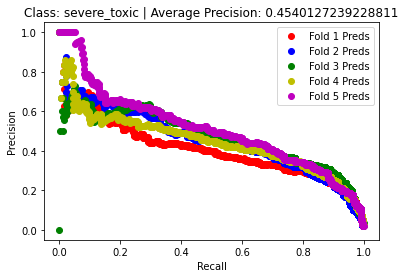 Class: severe_toxic | Average Precision: 0.4540127239228811
Fold 1 Preds
Fold 2 Preds
Fold 3 Preds
Fold 4 Preds
Fold 5 Preds
Precision
1.0
0.8
0.6
0.4
0.2
0.0
0.0 0.2 0.4 0.6 0.8 1.0
Recall